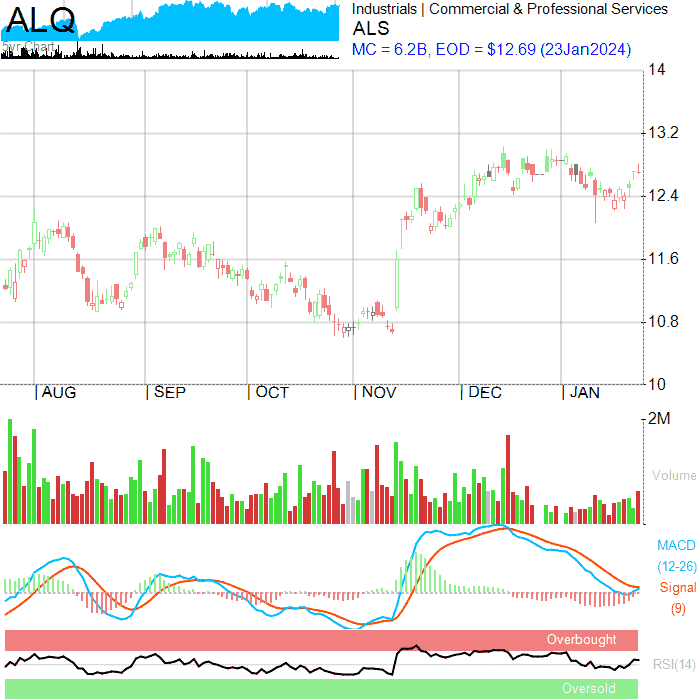 ALQ
5yr Chart
Industrials | Commercial & Professional Services
ALS
MC = 6.2B, EOD = $12.69 (23Jan2024)
14
13.2
12.4
11.6
10.8
10
| AUG | SEP | OCT | NOV | DEC | JAN
2M
Volume
MACD
(12-26)
Signal
(9)
Overbought
RSI(14)
Oversold